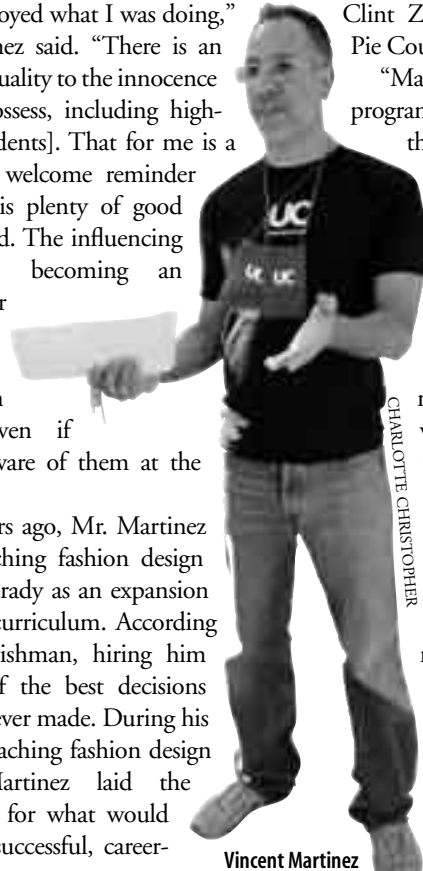 oyed what I was doing,”
nez said. “There is an
uality to the innocence
ossess, including high-
dents]. That for me is a
welcome reminder
is plenty of good
d. The influencing
becoming an
r
n
ven if
ware of them at the
rs ago, Mr. Martinez
ching fashion design
rady as an expansion
curriculum. According
ishman, hiring him
f the best decisions
ever made. During his
eaching fashion design
Martinez laid the
for what would
successful, career-
Clint Z
Pie Cou
“Ma
program
th
r
v
r
UC
UC UC
CHARLOTTE CHRISTOPHER
Vincent Martinez